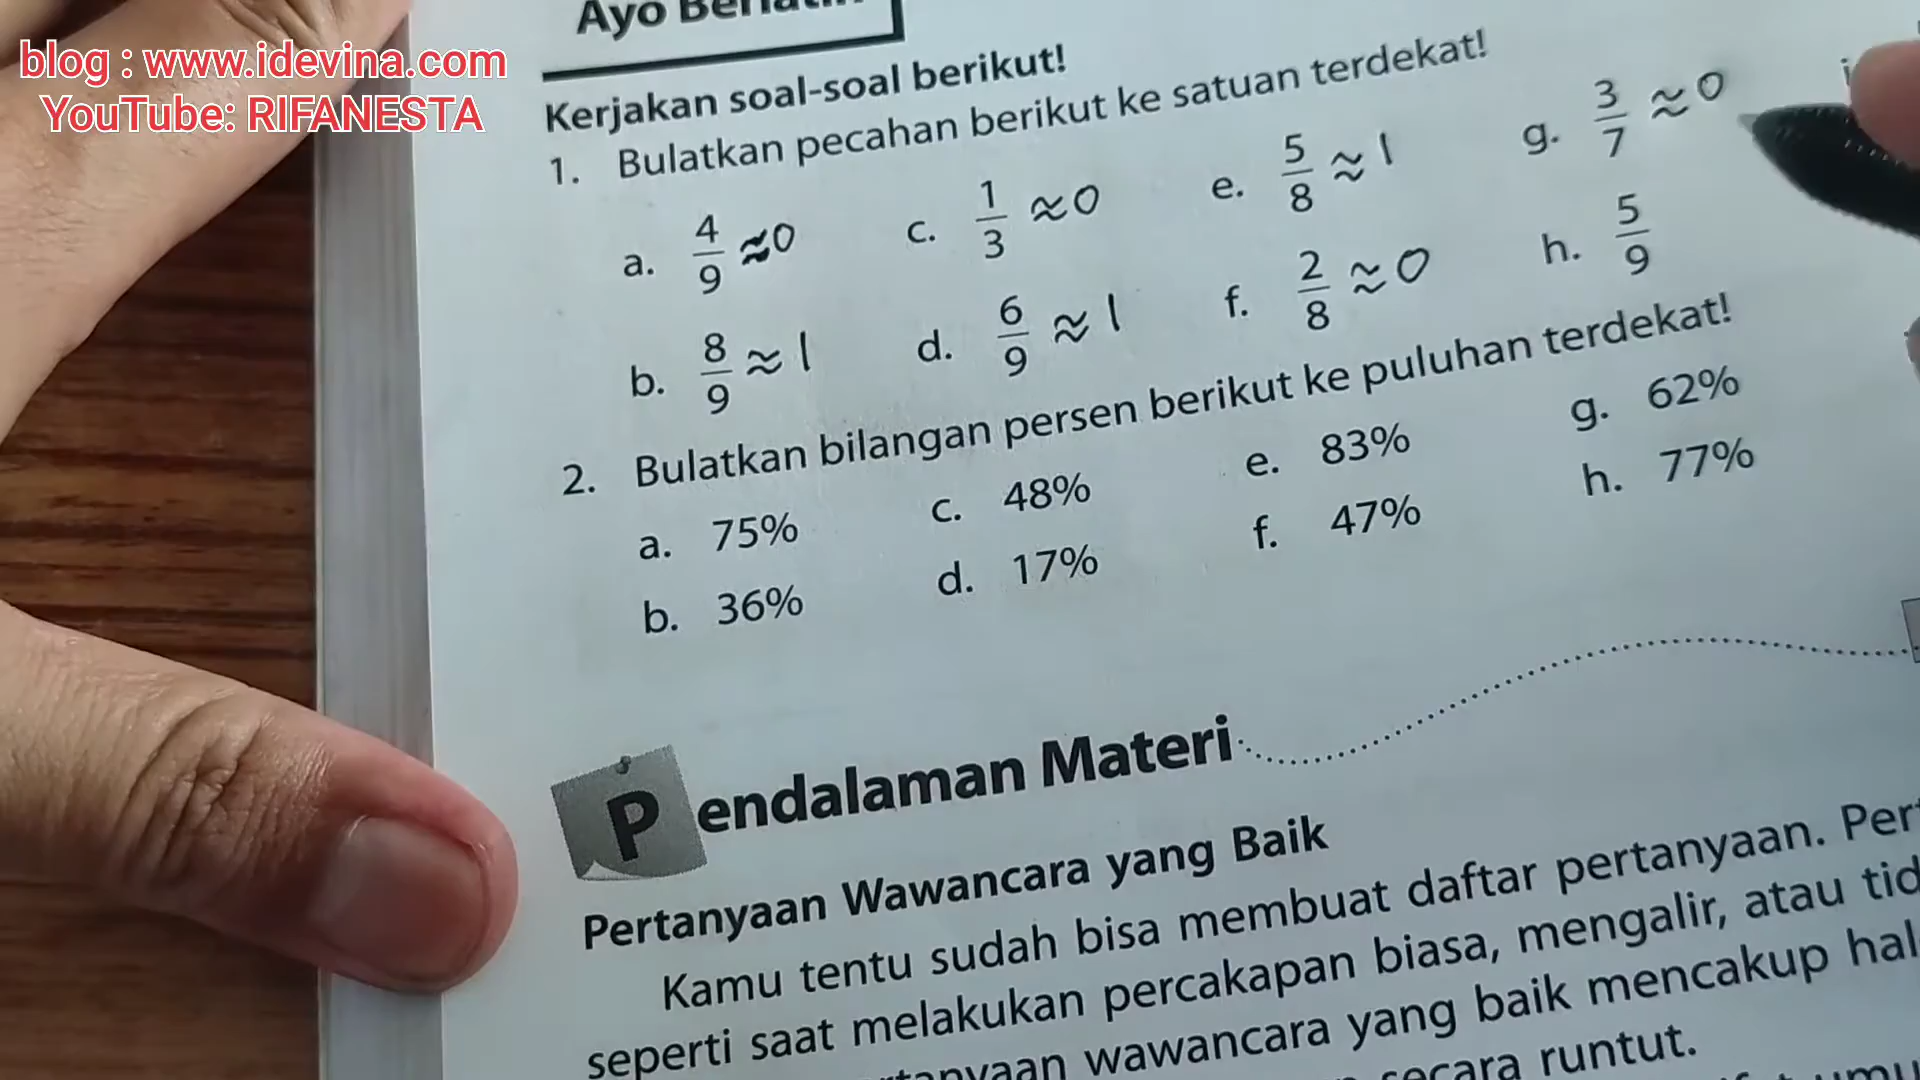 blog : www.idevina.com
YouTube: RIFANESTA
Ayo
Kerjakan soal-soal berikut!
1. Bulatkan pecahan berikut ke satuan terdekat!
a. 4/9 ≈ 0 c. 1/3 ≈ 0 e. 5/8 ≈ 1 g. 3/7 ≈ 0
b. 8/9 ≈ 1 d. 6/9 ≈ 1 f. 2/8 ≈ 0 h. 5/9
2. Bulatkan bilangan persen berikut ke puluhan terdekat!
a. 75% c. 48% e. 83% g. 62%
b. 36% d. 17% f. 47% h. 77%
Pendalaman Materi
Pertanyaan Wawancara yang Baik
Kamu tentu sudah bisa membuat daftar pertanyaan. Per
seperti saat melakukan percakapan biasa, mengalir, atau tid
wawancara yang baik mencakup hal
runtut.